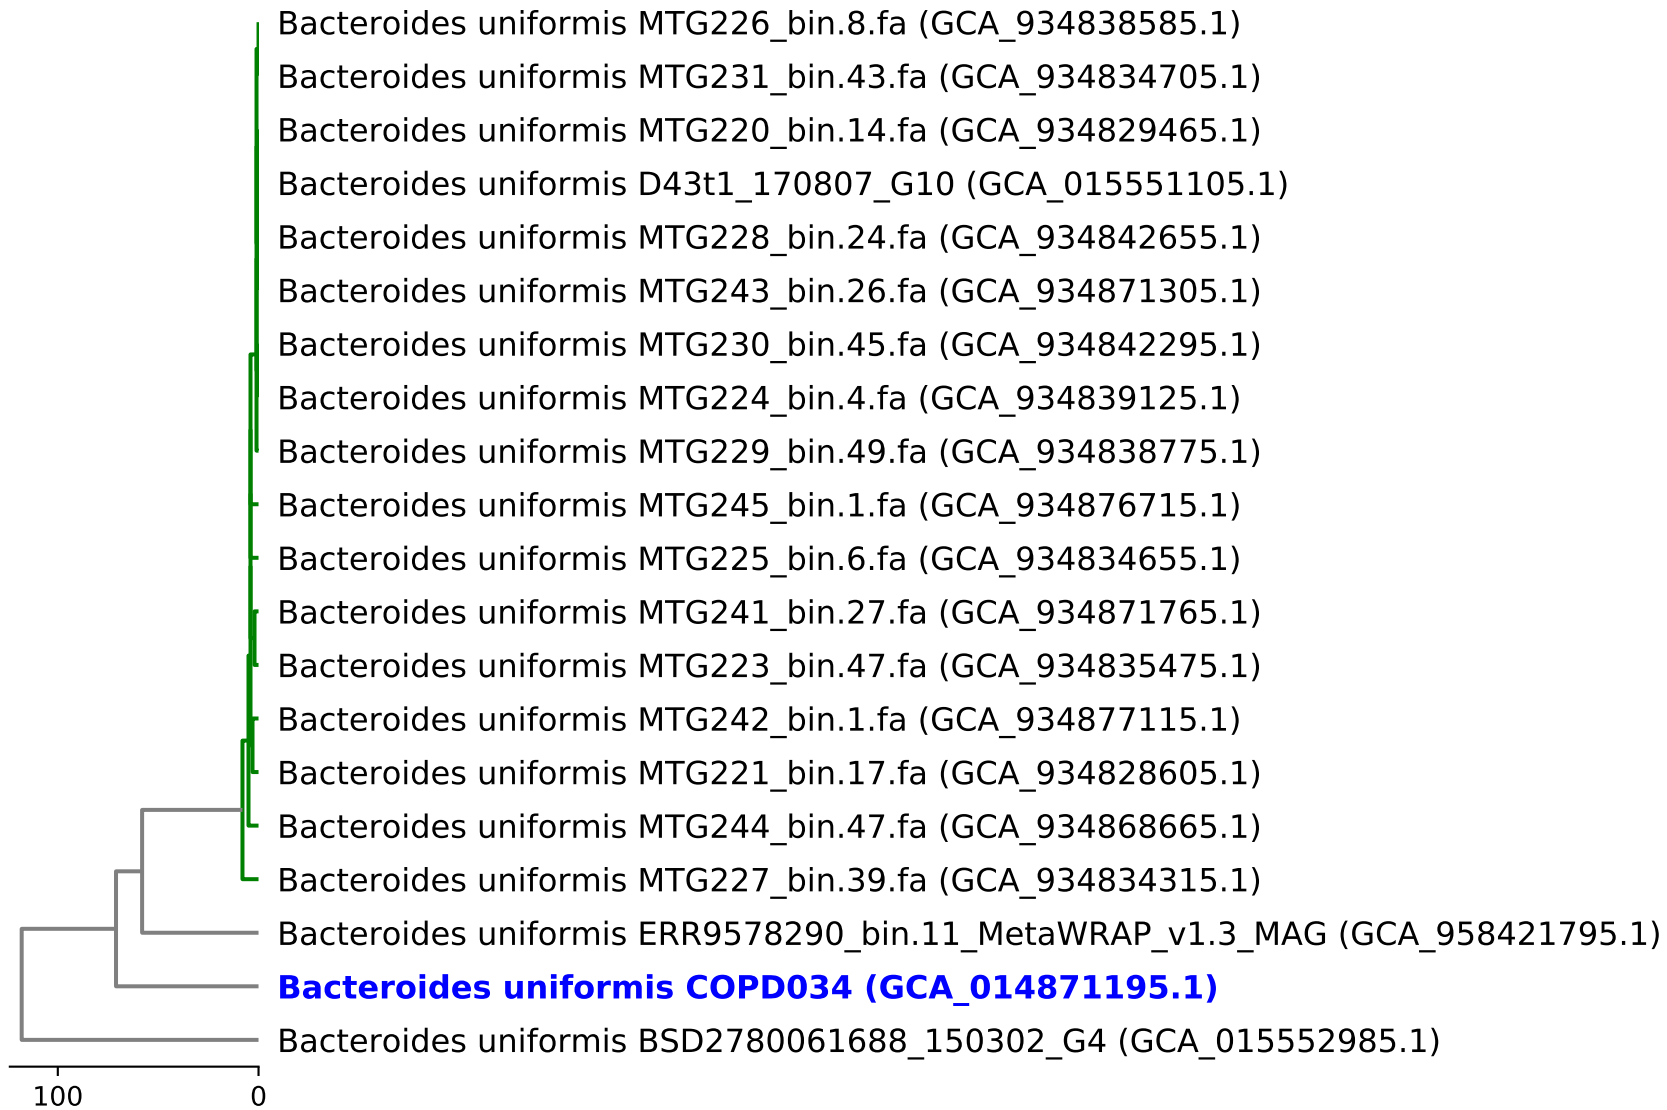 Bacteroides uniformis MTG226_bin.8.fa (GCA_934838585.1)
Bacteroides uniformis MTG231_bin.43.fa (GCA_934834705.1)
Bacteroides uniformis MTG220_bin.14.fa (GCA_934829465.1)
Bacteroides uniformis D43t1_170807_G10 (GCA_015551105.1)
Bacteroides uniformis MTG228_bin.24.fa (GCA_934842655.1)
Bacteroides uniformis MTG243_bin.26.fa (GCA_934871305.1)
Bacteroides uniformis MTG230_bin.45.fa (GCA_934842295.1)
Bacteroides uniformis MTG224_bin.4.fa (GCA_934839125.1)
Bacteroides uniformis MTG229_bin.49.fa (GCA_934838775.1)
Bacteroides uniformis MTG245_bin.1.fa (GCA_934876715.1)
Bacteroides uniformis MTG225_bin.6.fa (GCA_934834655.1)
Bacteroides uniformis MTG241_bin.27.fa (GCA_934871765.1)
Bacteroides uniformis MTG223_bin.47.fa (GCA_934835475.1)
Bacteroides uniformis MTG242_bin.1.fa (GCA_934877115.1)
Bacteroides uniformis MTG221_bin.17.fa (GCA_934828605.1)
Bacteroides uniformis MTG244_bin.47.fa (GCA_934868665.1)
Bacteroides uniformis MTG227_bin.39.fa (GCA_934834315.1)
Bacteroides uniformis ERR9578290_bin.11_MetaWRAP_v1.3_MAG (GCA_958421795.1)
Bacteroides uniformis COPD034 (GCA_014871195.1)
Bacteroides uniformis BSD2780061688_150302_G4 (GCA_015552985.1)
100 0